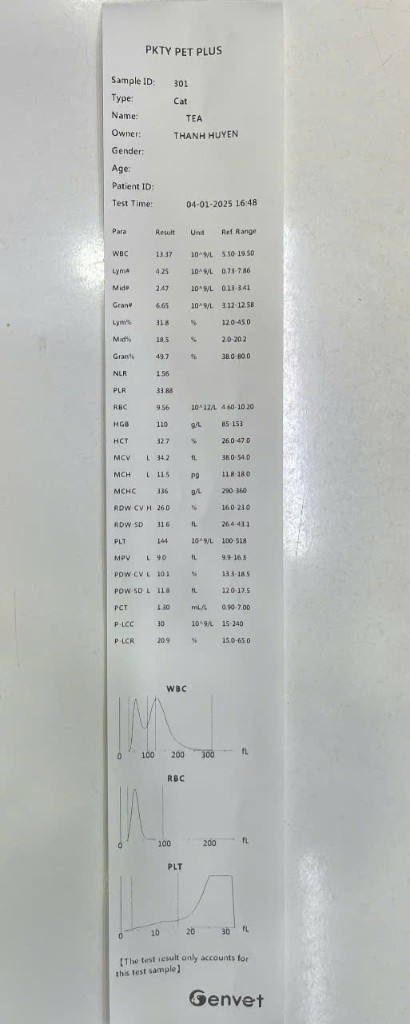 PKTY PET PLUS
Sample ID: 301
Type: Cat
Name: TEA
Owner: THANH HUYEN
Gender:
Age:
Patient ID:
Test Time: 04-01-2025 16:48
Para Result Unit Ref Range
WBC 13.37 10^9/L 5.50-19.50
Lym# 4.25 10^9/L 0.73-7.86
Mid# 2.47 10^9/L 0.13-3.41
Gran# 6.65 10^9/L 3.12-12.58
Lym% 31.8 % 12.0-45.0
Mid% 18.5 % 2.0-20.2
Gran% 49.7 % 38.0-80.0
NLR 1.56
PLR 33.88
RBC 9.56 10^12/L 4.60-10.20
HGB 110 g/L 85-153
HCT 32.7 % 26.0-47.0
MCV L 34.2 fL 38.0-54.0
MCH L 11.5 pg 11.8-18.0
MCHC 336 g/L 290-360
RDW-CV H 26.0 % 16.0-23.0
RDW-SD 31.6 fL 26.4-43.1
PLT 144 10^9/L 100-518
MPV L 9.0 fL 9.9-16.3
PDW-CV L 10.1 % 13.3-18.5
PDW-SD L 11.8 fL 12.0-17.5
PCT 1.30 mL/L 0.90-7.00
P-LCC 30 10^9/L 15-240
P-LCR 20.9 % 15.0-65.0
WBC
0 100 200 300 fL
RBC
0 100 200 fL
PLT
0 10 20 30 fL
【The test result only accounts for
this test sample】
Genvet